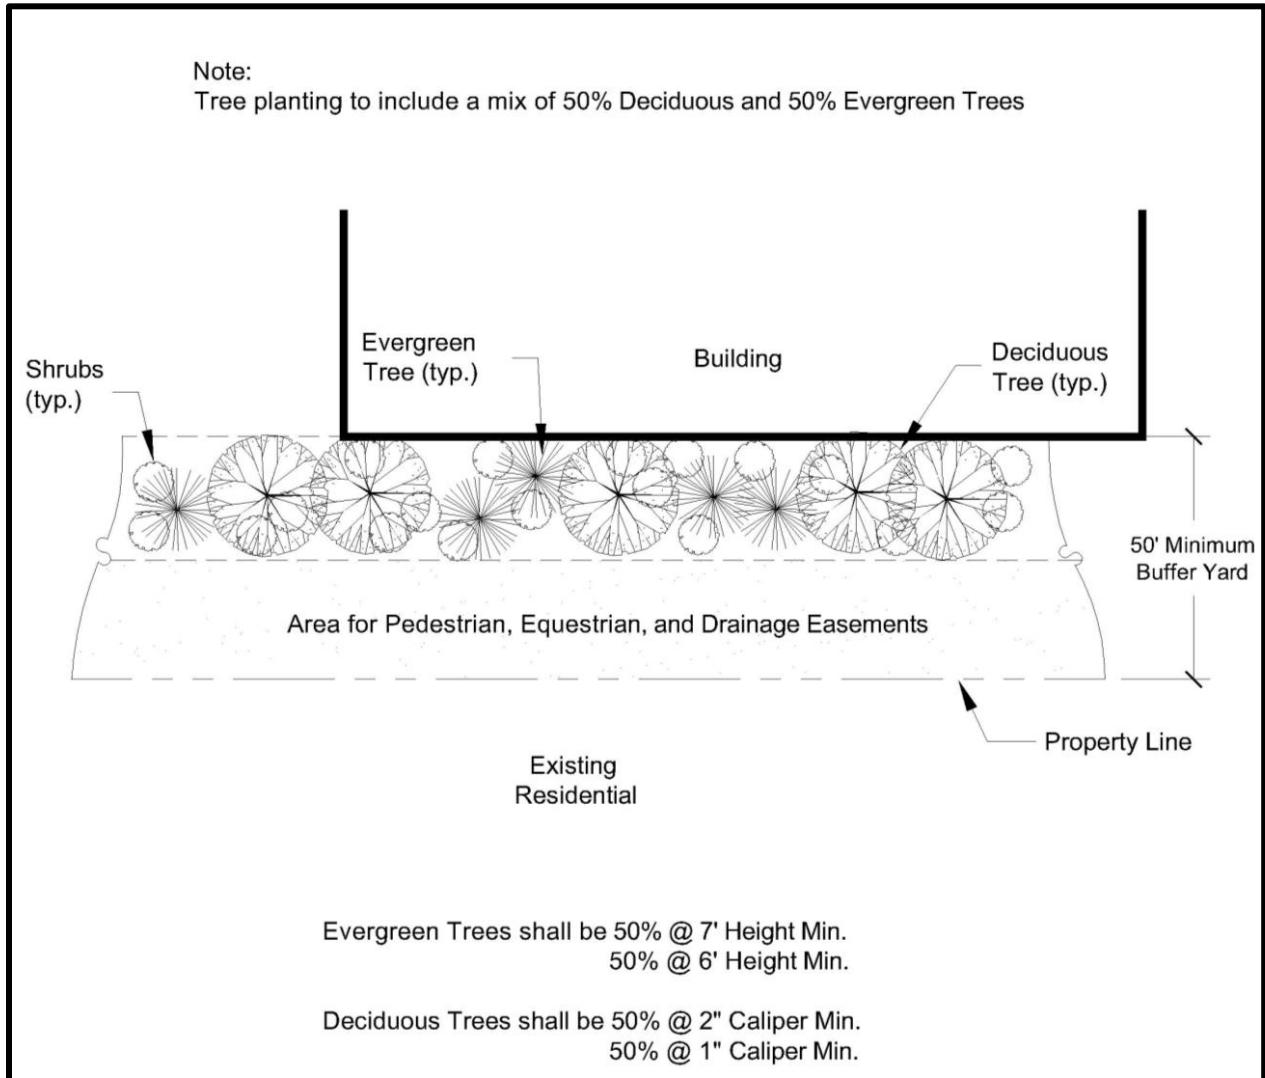 Note:
Tree planting to include a mix of 50% Deciduous and 50% Evergreen Trees
Evergreen
Tree (typ.)
Building
Deciduous
Tree (typ.)
Shrubs
(typ.)
50' Minimum
Buffer Yard
Area for Pedestrian, Equestrian, and Drainage Easements
Property Line
Existing
Residential
Evergreen Trees shall be 50% @ 7' Height Min.
50% @ 6' Height Min.
Deciduous Trees shall be 50% @ 2" Caliper Min.
50% @ 1" Caliper Min.